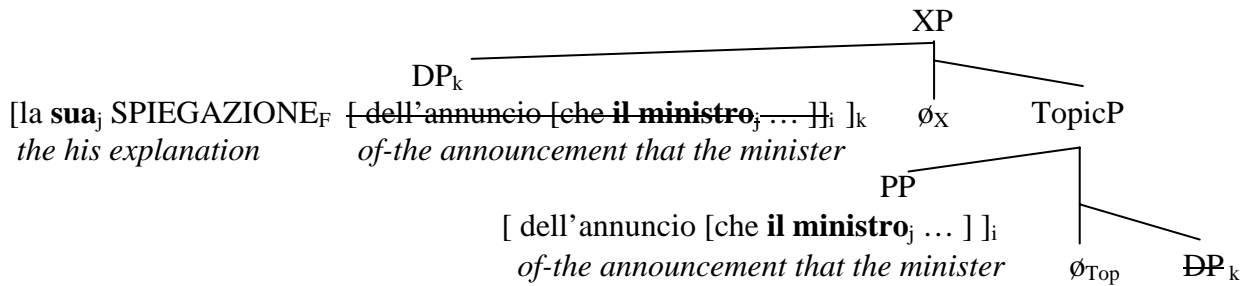 XP
DPk
[la suaj SPIEGAZIONEF [ dell’annuncio [che il ministroj … ]]i ]k øX TopicP
the his explanation of-the announcement that the minister
PP
[ dell’annuncio [che il ministroj … ] ]i
of-the announcement that the minister øTop DP k